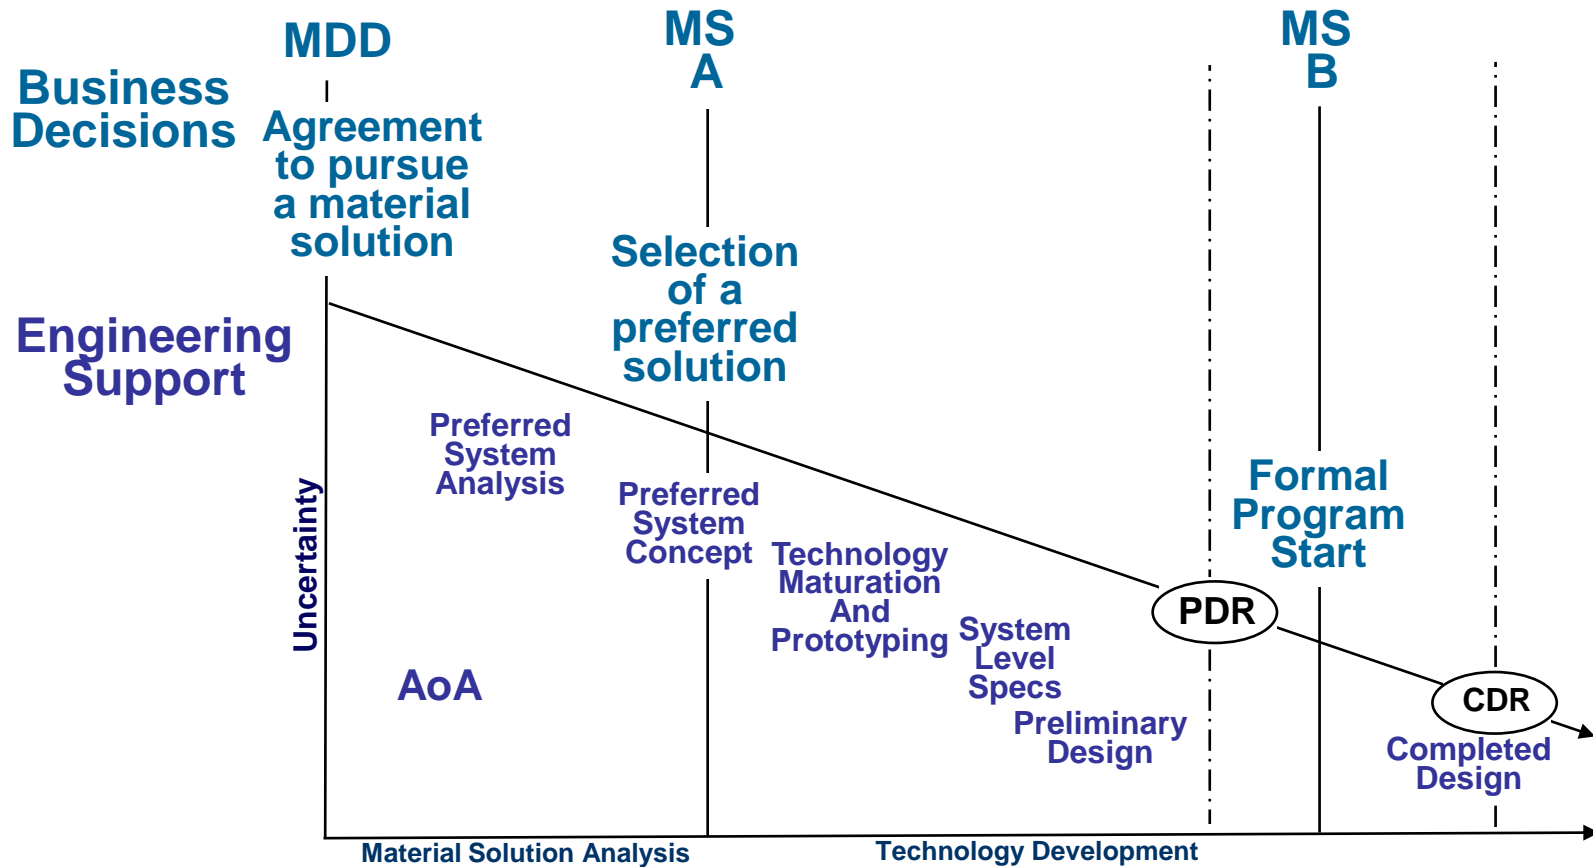 MDD
MS
A
MS
B
Business
Decisions
Agreement
to pursue
a material
solution
Selection
of a
preferred
solution
Formal
Program
Start
Engineering
Support
Uncertainty
Preferred
System
Analysis
Preferred
System
Concept
Technology
Maturation
And
Prototyping
System
Level
Specs
Preliminary
Design
AoA
PDR
CDR
Completed
Design
Material Solution Analysis
Technology Development